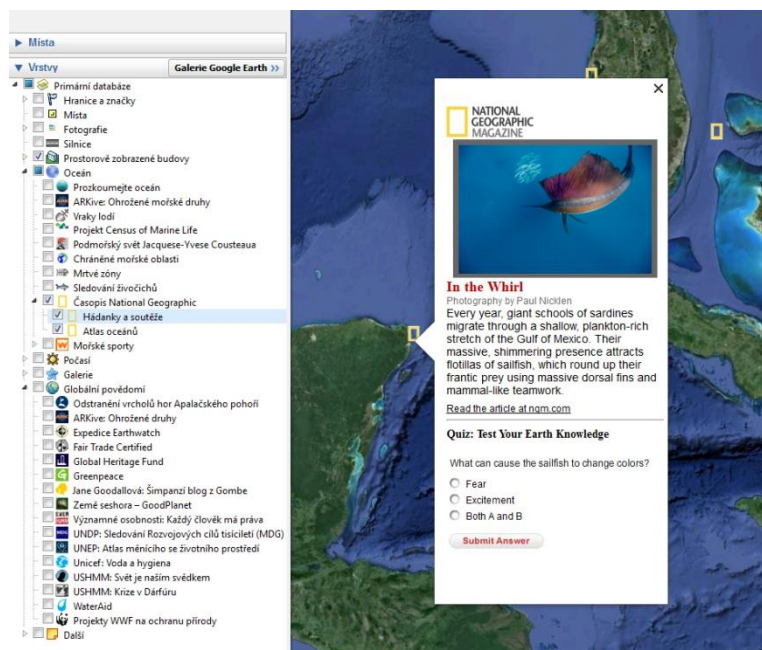 Místa
Vrstvy
Galerie Google Earth >>
Primární databáze
Hranice a značky
Místa
Fotografie
Silnice
Prostorové zobrazené budovy
Oceán
Prozkoumejte oceán
ARKive: Ohrožené mořské druhy
Vraky lodí
Projekt Census of Marine Life
Podmořský svět Jacquese-Yvese Cousteaua
Chráněné mořské oblasti
Mrtvé zóny
Sledování živočichů
Časopis National Geographic
Hádanky a soutěže
Atlas oceánů
Mořské sporty
Počasí
Galerie
Globální povědomí
Odstranění vrcholů hor Apalačského pohoří
ARKive: Ohrožené druhy
Expedice Earthwatch
Fair Trade Certified
Global Heritage Fund
Greenpeace
Jane Goodallová: Šimpanzí blog z Gombe
Země seshora – GoodPlanet
Významné osobnosti: Každý člověk má práva
UNDP: Sledování Rozvojových cílů tisíciletí (MDG)
UNEP: Atlas měnícího se životního prostředí
Unicef: Voda a hygiena
USHMM: Svět je naším svědkem
USHMM: Krize v Dárfúru
WaterAid
Projekty WWF na ochranu přírody
Další
NATIONAL
GEOGRAPHIC
MAGAZINE
In the Whirl
Photography by Paul Nicklen
Every year, giant schools of sardines
migrate through a shallow, plankton-rich
stretch of the Gulf of Mexico. Their
massive, shimmering presence attracts
flotillas of sailfish, which round up their
frantic prey using massive dorsal fins and
mammal-like teamwork.
Read the article at ngm.com
Quiz: Test Your Earth Knowledge
What can cause the sailfish to change colors?
Fear
Excitement
Both A and B
Submit Answer